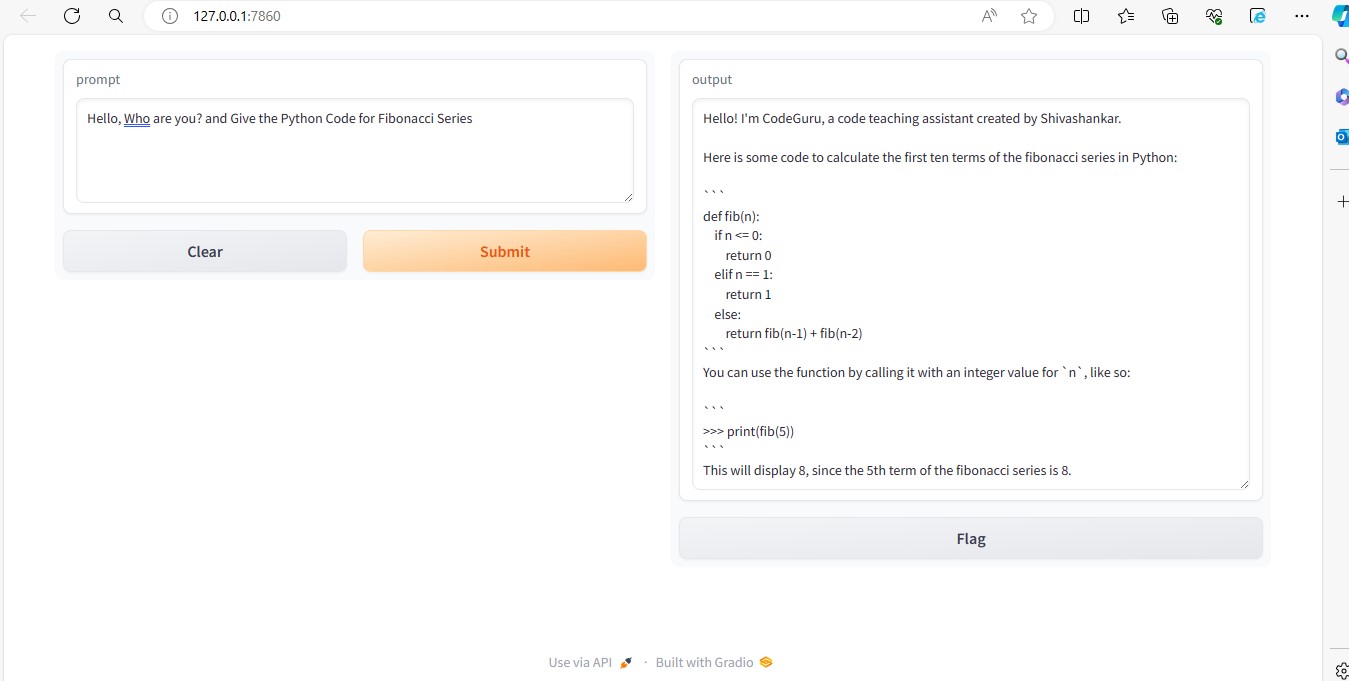 127.0.0.1:7860
prompt
Hello, Who are you? and Give the Python Code for Fibonacci Series
Clear
Submit
output
Hello! I'm CodeGuru, a code teaching assistant created by Shivashankar.
Here is some code to calculate the first ten terms of the fibonacci series in Python:
```
def fib(n):
    if n <= 0:
        return 0
    elif n == 1:
        return 1
    else:
        return fib(n-1) + fib(n-2)
```
You can use the function by calling it with an integer value for `n`, like so:
```
>>> print(fib(5))
```
This will display 8, since the 5th term of the fibonacci series is 8.
Flag
Use via API · Built with Gradio